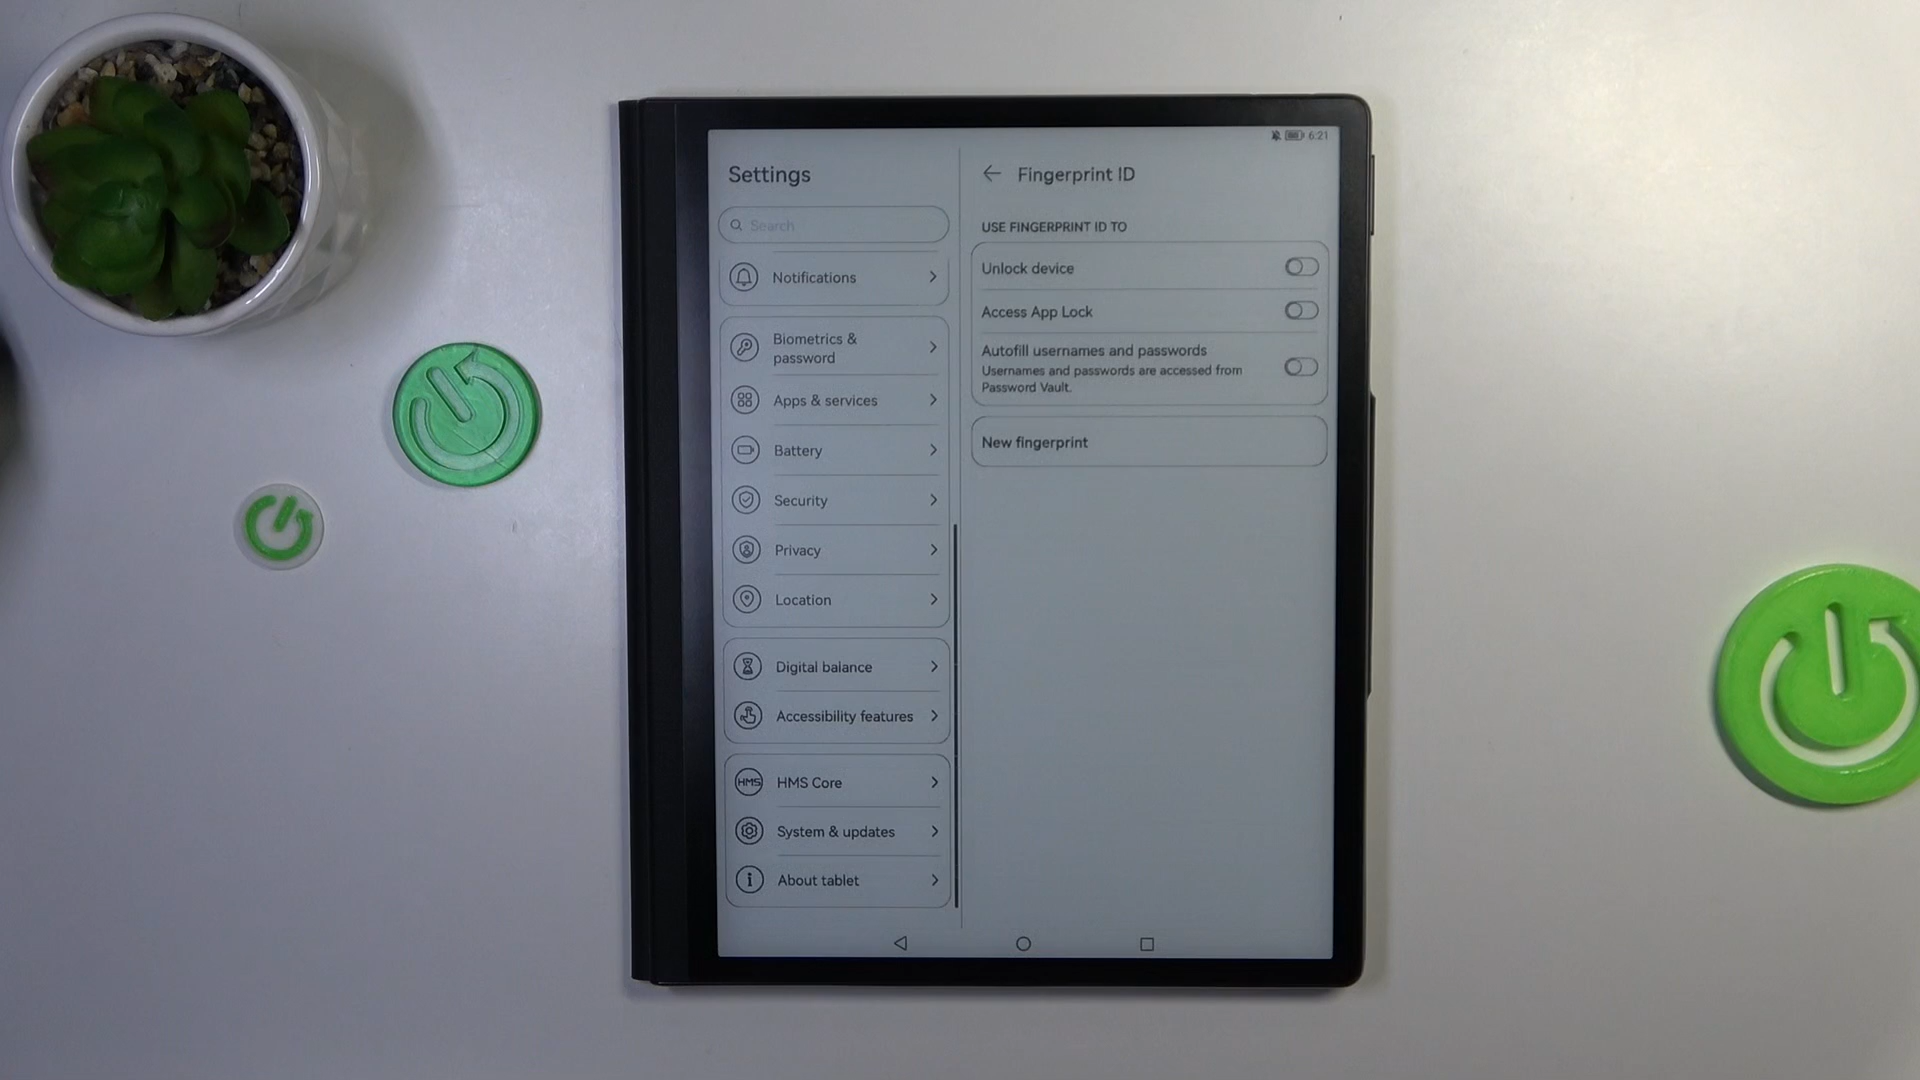 6:21
Settings
Search
Notifications
Biometrics &
password
Apps & services
Battery
Security
Privacy
Location
Digital balance
Accessibility features
HMS
HMS Core
System & updates
About tablet
Fingerprint ID
USE FINGERPRINT ID TO
Unlock device
Access App Lock
Autofill usernames and passwords
Usernames and passwords are accessed from
Password Vault.
New fingerprint